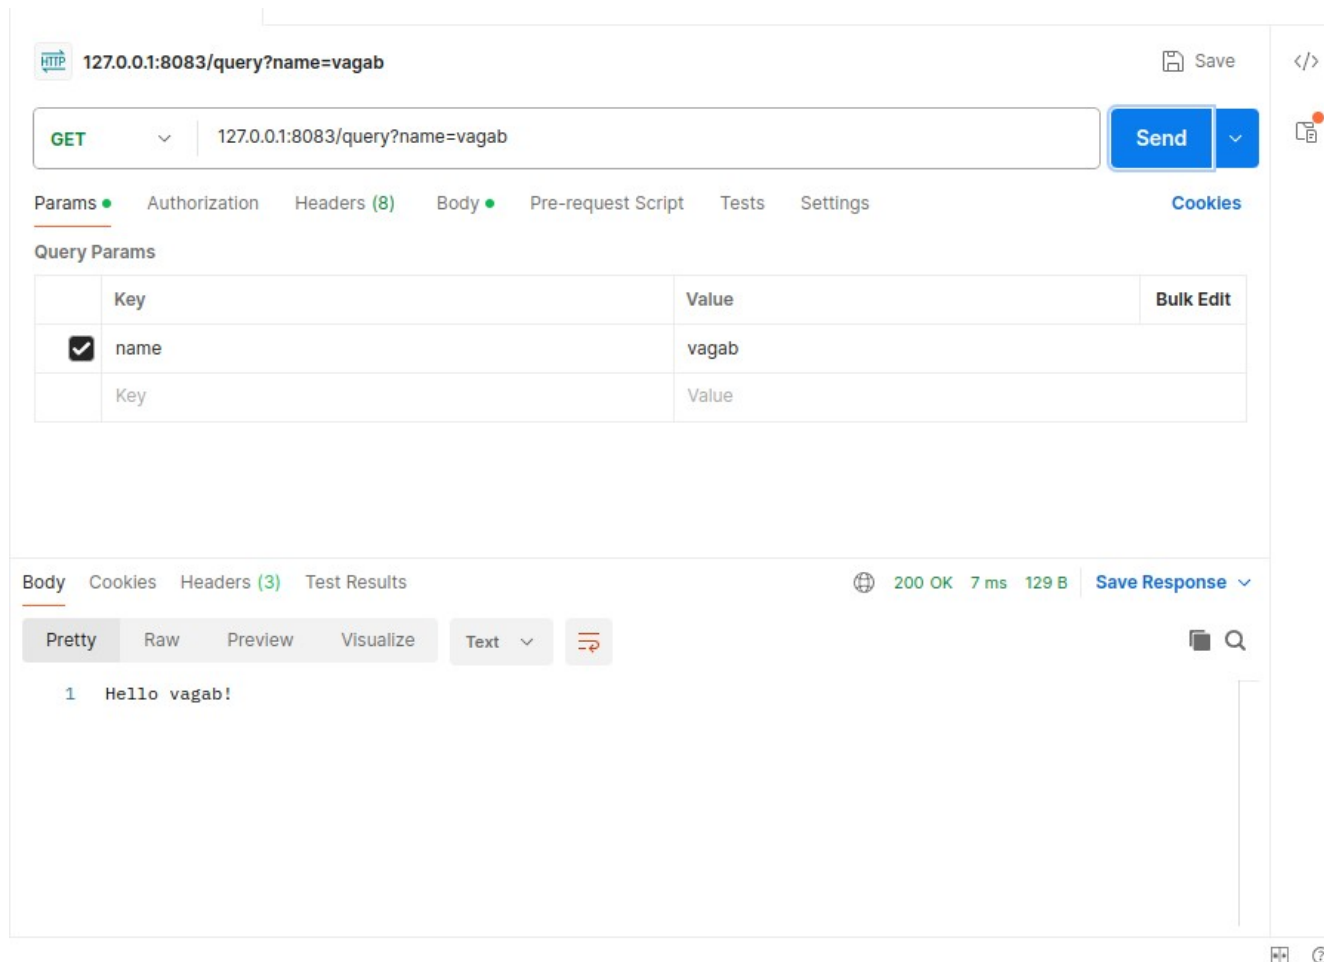 HTTP 127.0.0.1:8083/query?name=vagab Save </>
GET 127.0.0.1:8083/query?name=vagab Send
Params Authorization Headers (8) Body Pre-request Script Tests Settings Cookies
Query Params
Key Value Bulk Edit
name vagab
Key Value
Body Cookies Headers (3) Test Results 200 OK 7 ms 129 B Save Response
Pretty Raw Preview Visualize Text
1 Hello vagab!